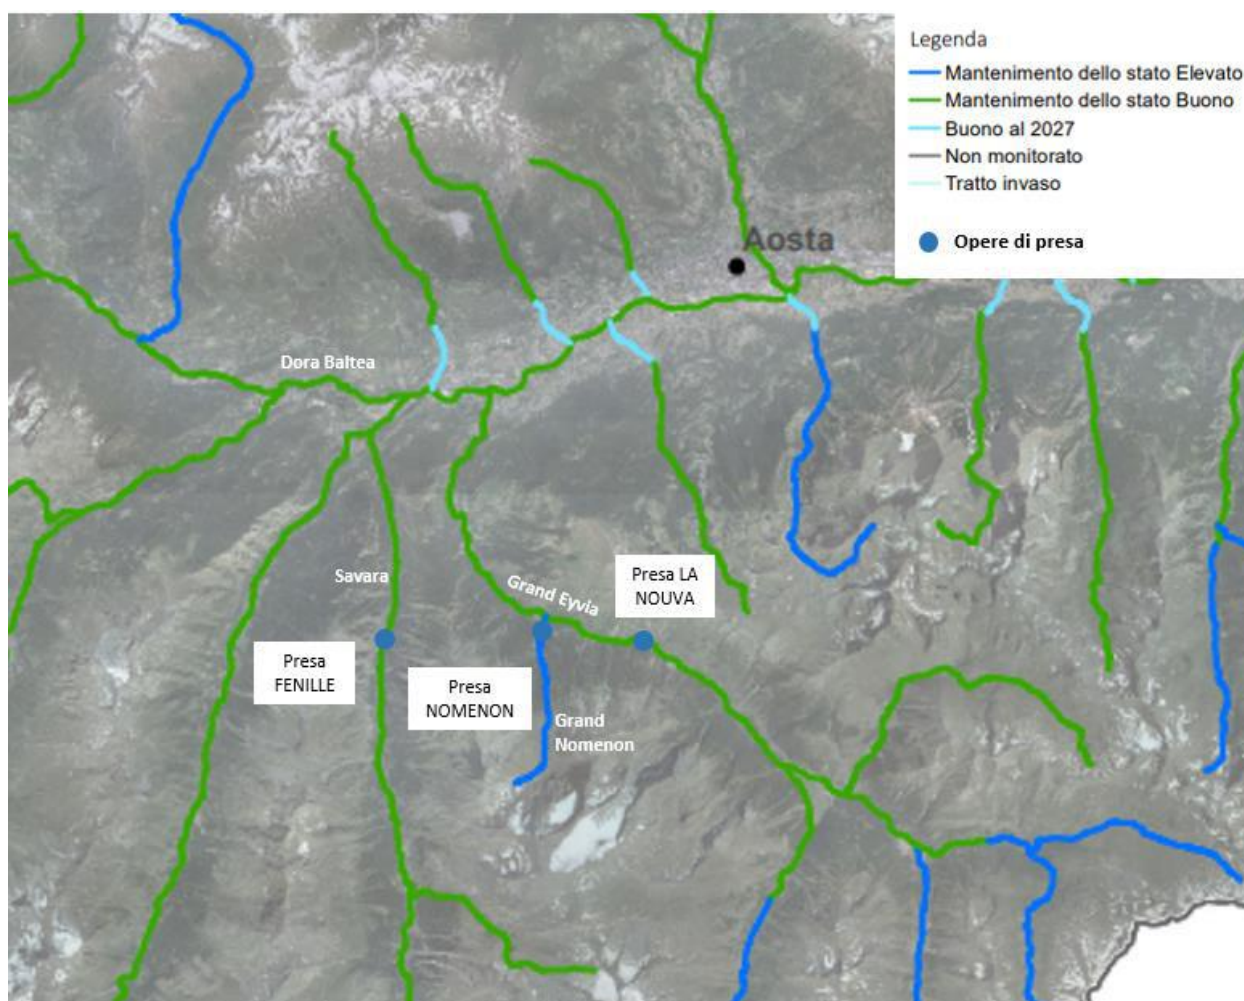 Legenda
Mantenimento dello stato Elevato
Mantenimento dello stato Buono
Buono al 2027
Non monitorato
Tratto invaso
Opere di presa
Aosta
Dora Baltea
Savara
Grand Eyvia
Presa LA
NOUVA
Presa
FENILLE
Presa
NOMENON
Grand
Nomenon